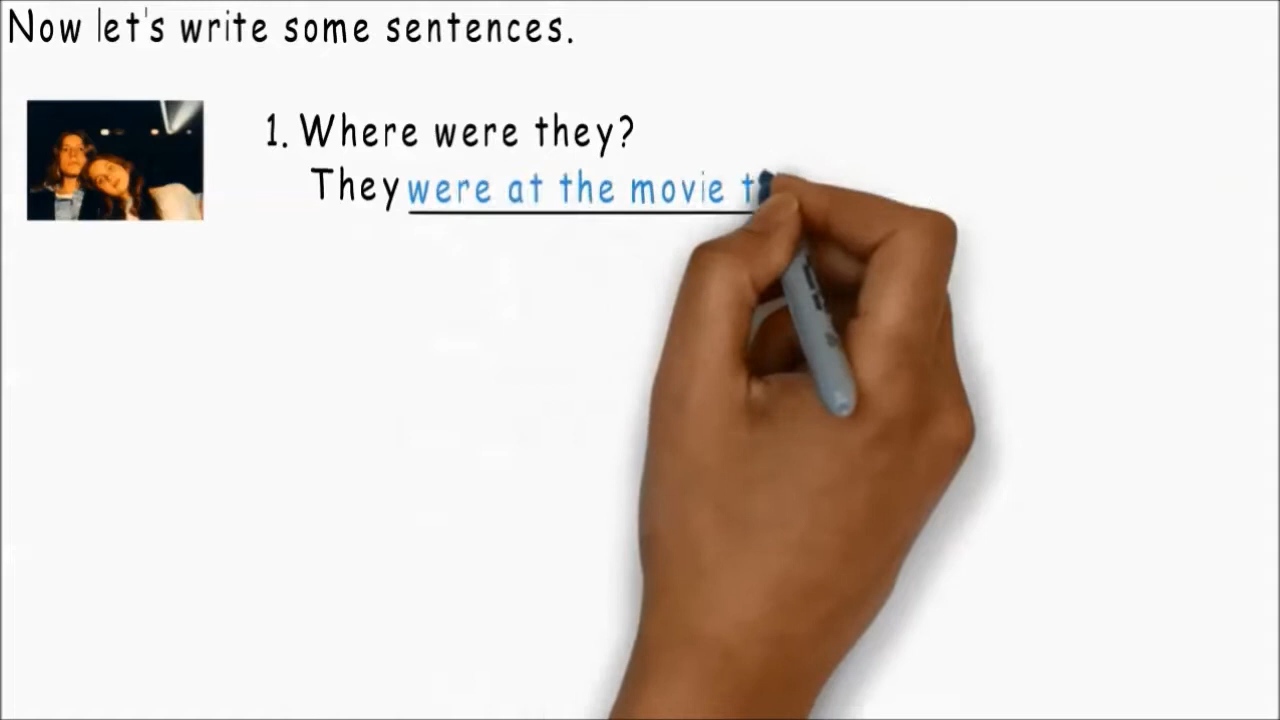 Now let's write some sentences.
1. Where were they?
They were at the movie t